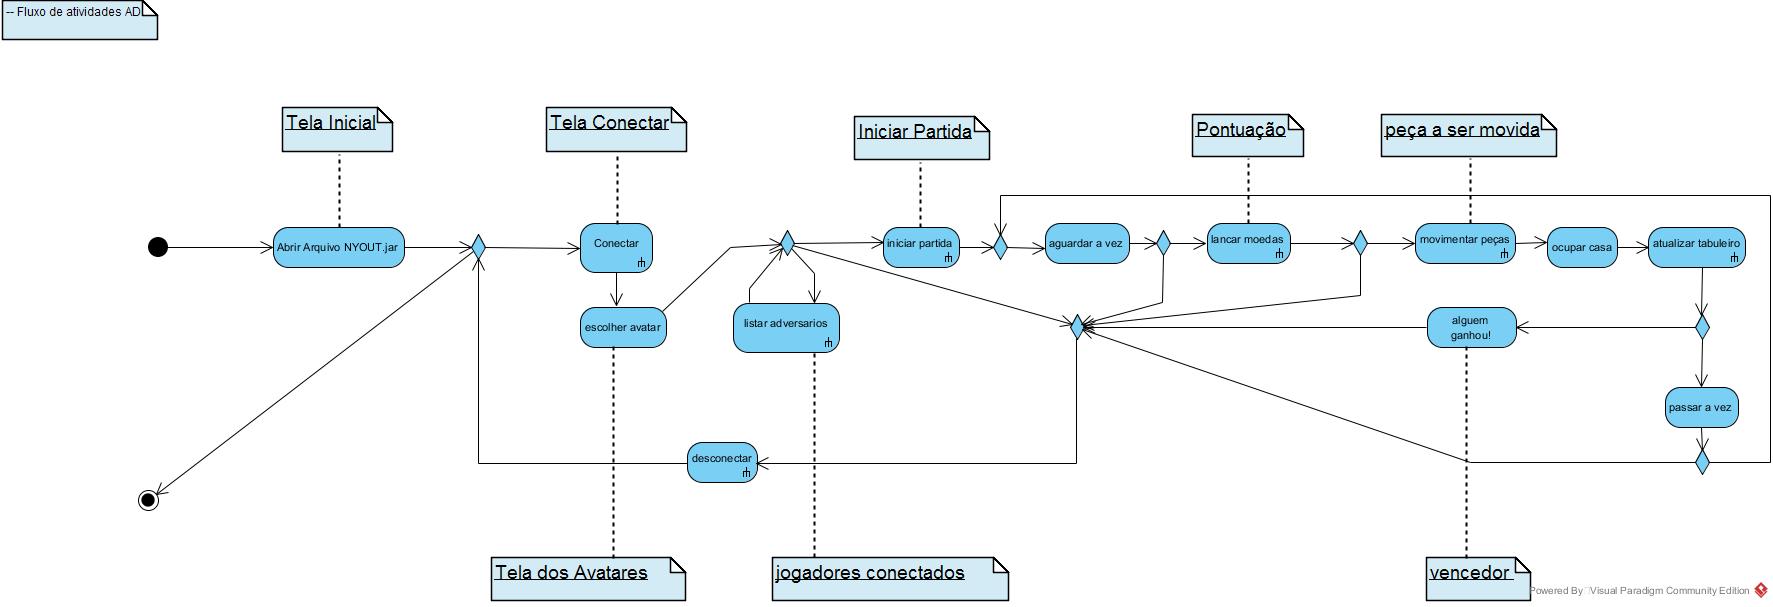 -- Fluxo de atividades AD
Tela Inicial
Tela Conectar
Iniciar Partida
Pontuação
peça a ser movida
Abrir Arquivo NYOUT.jar
Conectar
iniciar partida
aguardar a vez
lancar moedas
movimentar peças
ocupar casa
atualizar tabuleiro
escolher avatar
listar adversarios
alguem
ganhou!
passar a vez
desconectar
Tela dos Avatares
jogadores conectados
vencedor
Powered By Visual Paradigm Community Edition